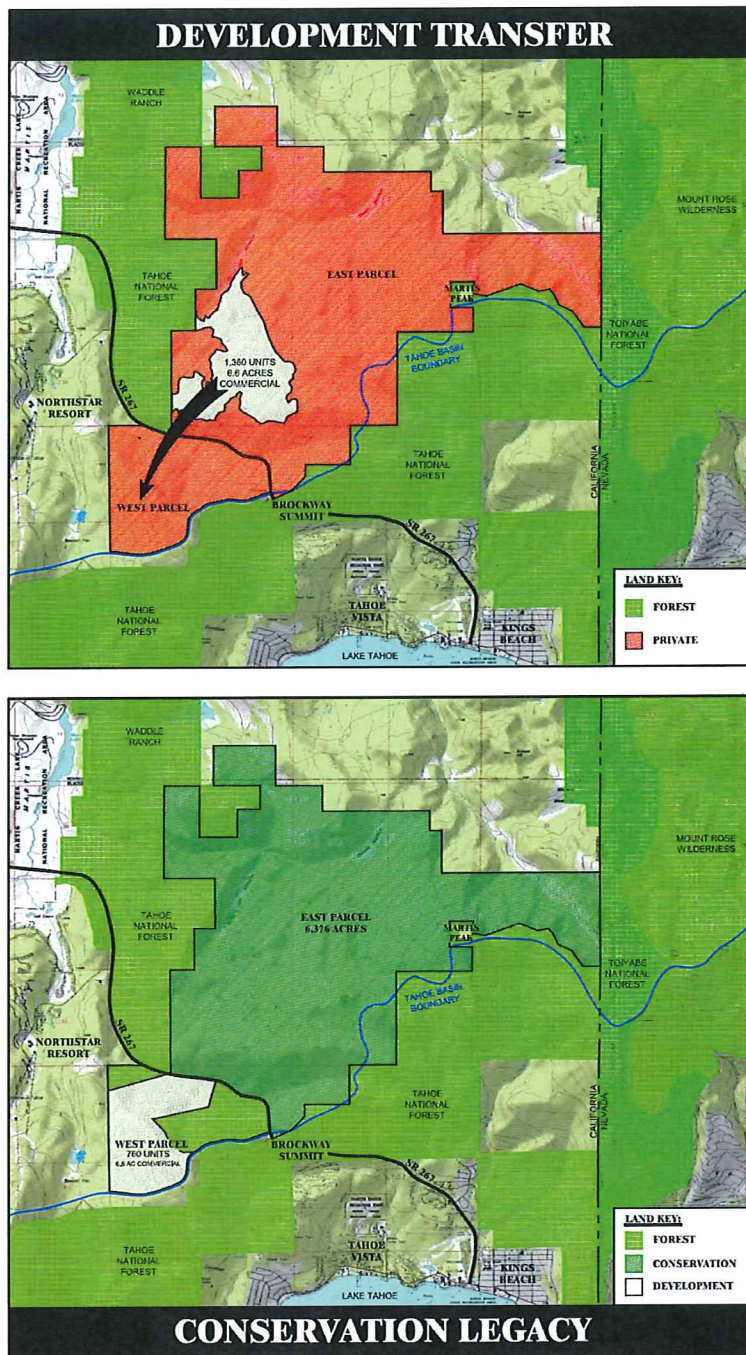 DEVELOPMENT TRANSFER
WADDLE
RANCH
MARTIS CREEK LAKE
MARTIS
NATIONAL RECREATION AREA
MOUNT ROSE
WILDERNESS
TAHOE
NATIONAL
FOREST
EAST PARCEL
MARTIS
PEAK
TOIYABE
NATIONAL
FOREST
TAHOE BASIN
BOUNDARY
1,360 UNITS
6.6 ACRES
COMMERCIAL
SR 267
NORTHSTAR
RESORT
TAHOE
NATIONAL
FOREST
CALIFORNIA
NEVADA
WEST PARCEL
BROCKWAY
SUMMIT
SR 267
TAHOE
NATIONAL
FOREST
TAHOE
VISTA
KINGS
BEACH
LAKE TAHOE
LAND KEY:
FOREST
PRIVATE
WADDLE
RANCH
MARTIS CREEK LAKE
MARTIS
NATIONAL RECREATION AREA
MOUNT ROSE
WILDERNESS
TAHOE
NATIONAL
FOREST
EAST PARCEL
6,376 ACRES
MARTIS
PEAK
TOIYABE
NATIONAL
FOREST
TAHOE BASIN
BOUNDARY
SR 267
NORTHSTAR
RESORT
TAHOE
NATIONAL
FOREST
CALIFORNIA
NEVADA
WEST PARCEL
760 UNITS
6.6 AC COMMERCIAL
BROCKWAY
SUMMIT
SR 267
TAHOE
NATIONAL
FOREST
TAHOE
VISTA
KINGS
BEACH
LAKE TAHOE
LAND KEY:
FOREST
CONSERVATION
DEVELOPMENT
CONSERVATION LEGACY